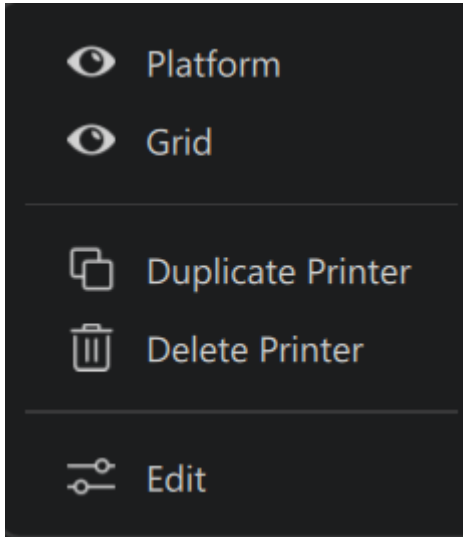 Platform
Grid
Duplicate Printer
Delete Printer
Edit